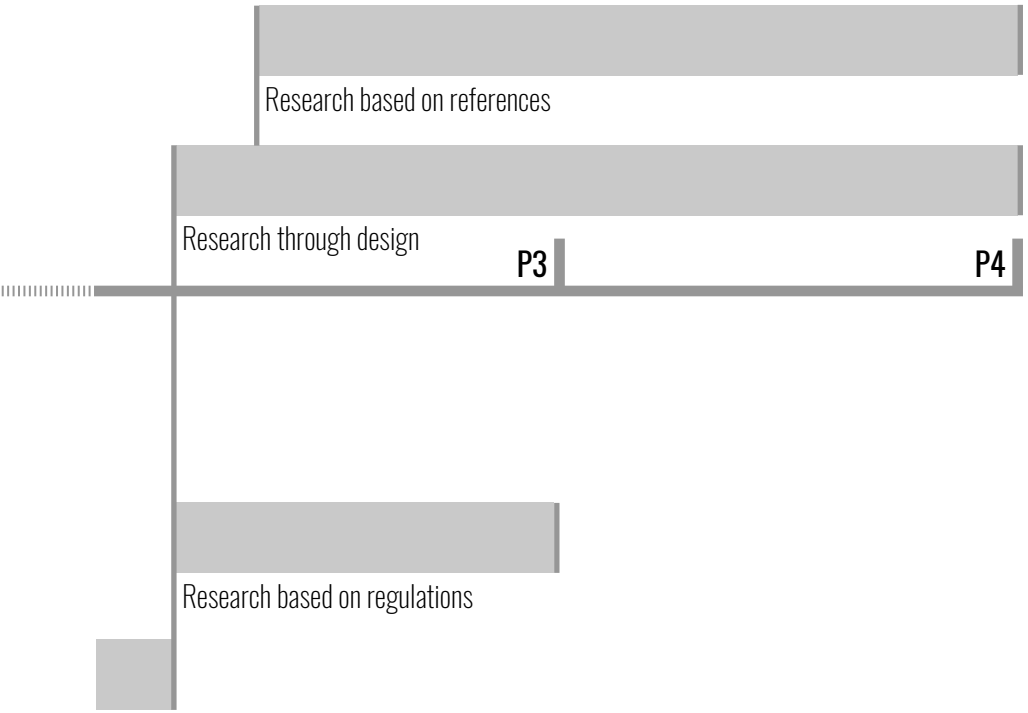 Research based on references
Research through design
P3
P4
Research based on regulations